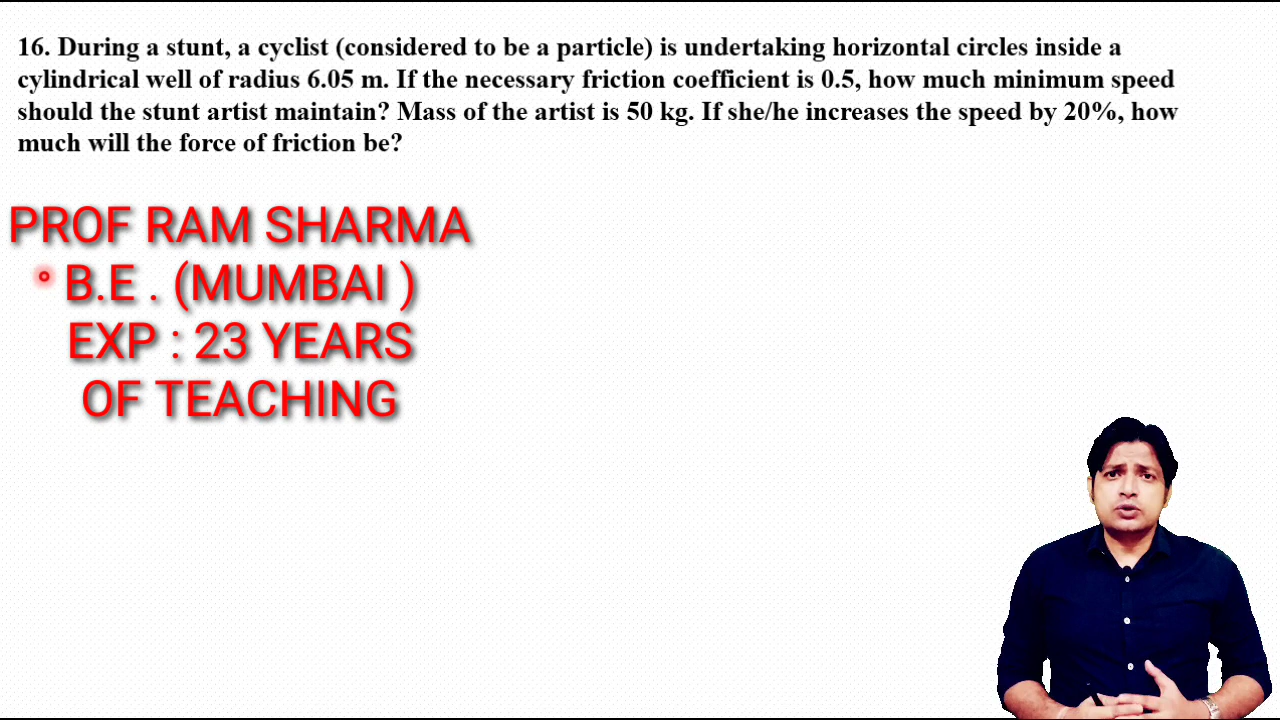 16. During a stunt, a cyclist (considered to be a particle) is undertaking horizontal circles inside a
cylindrical well of radius 6.05 m. If the necessary friction coefficient is 0.5, how much minimum speed
should the stunt artist maintain? Mass of the artist is 50 kg. If she/he increases the speed by 20%, how
much will the force of friction be?
PROF RAM SHARMA
B.E . (MUMBAI )
EXP : 23 YEARS
OF TEACHING